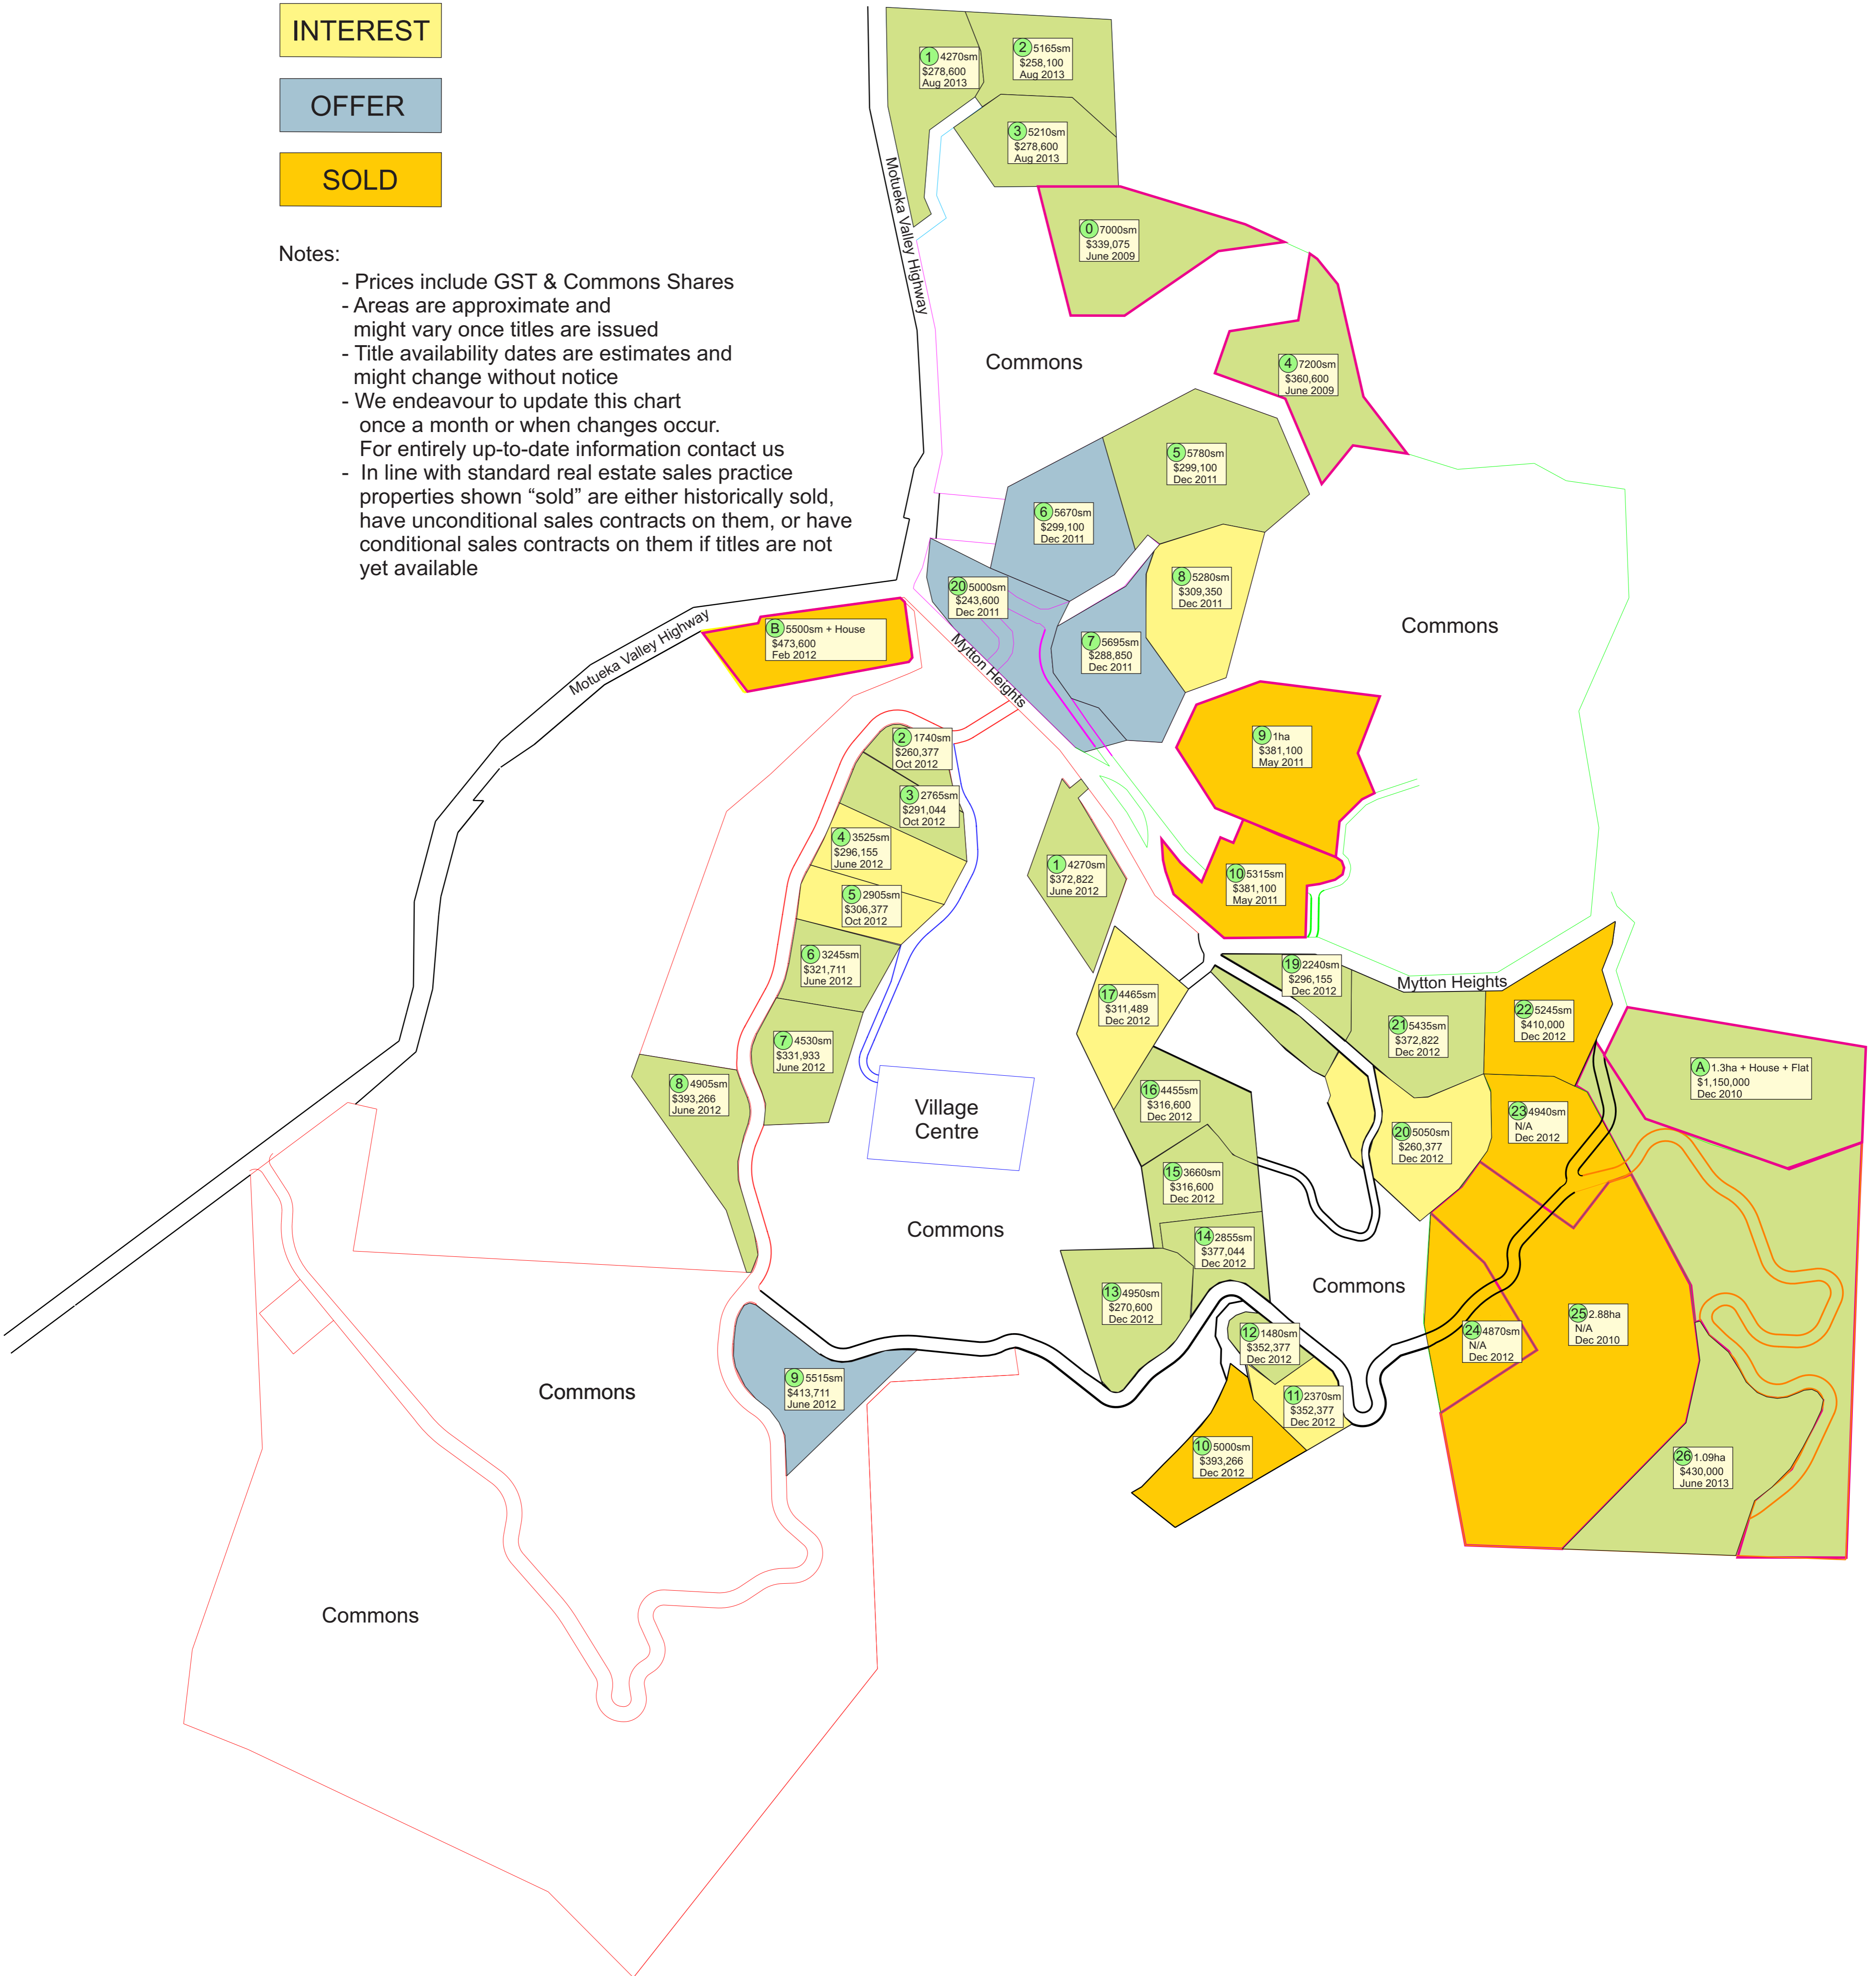 INTEREST
OFFER
SOLD
Notes:
- Prices include GST & Commons Shares
- Areas are approximate and
might vary once titles are issued
- Title availability dates are estimates and
might change without notice
- We endeavour to update this chart
once a month or when changes occur.
For entirely up-to-date information contact us
- In line with standard real estate sales practice
properties shown “sold” are either historically sold,
have unconditional sales contracts on them, or have
conditional sales contracts on them if titles are not
yet available
1 4270sm
$278,600
Aug 2013
2 5165sm
$258,100
Aug 2013
3 5210sm
$278,600
Aug 2013
Motueka Valley Highway
0 7000sm
$339,075
June 2009
Commons
4 7200sm
$360,600
June 2009
5 5780sm
$299,100
Dec 2011
6 5670sm
$299,100
Dec 2011
20 5000sm
$243,600
Dec 2011
8 5280sm
$309,350
Dec 2011
7 5695sm
$288,850
Dec 2011
Commons
Motueka Valley Highway
B 5500sm + House
$473,600
Feb 2012
Mytton Heights
9 1ha
$381,100
May 2011
10 5315sm
$381,100
May 2011
2 1740sm
$260,377
Oct 2012
3 2765sm
$291,044
Oct 2012
4 3525sm
$296,155
June 2012
5 2905sm
$306,377
Oct 2012
6 3245sm
$321,711
June 2012
7 4530sm
$331,933
June 2012
8 4905sm
$393,266
June 2012
1 4270sm
$372,822
June 2012
17 4465sm
$311,489
Dec 2012
19 2240sm
$296,155
Dec 2012
Mytton Heights
21 5435sm
$372,822
Dec 2012
22 5245sm
$410,000
Dec 2012
A 1.3ha + House + Flat
$1,150,000
Dec 2010
Village
Centre
16 4455sm
$316,600
Dec 2012
20 5050sm
$260,377
Dec 2012
23 4940sm
N/A
Dec 2012
15 3660sm
$316,600
Dec 2012
Commons
14 2855sm
$377,044
Dec 2012
13 4950sm
$270,600
Dec 2012
Commons
12 1480sm
$352,377
Dec 2012
24 4870sm
N/A
Dec 2012
25 2.88ha
N/A
Dec 2010
9 5515sm
$413,711
June 2012
Commons
11 2370sm
$352,377
Dec 2012
10 5000sm
$393,266
Dec 2012
26 1.09ha
$430,000
June 2013
Commons